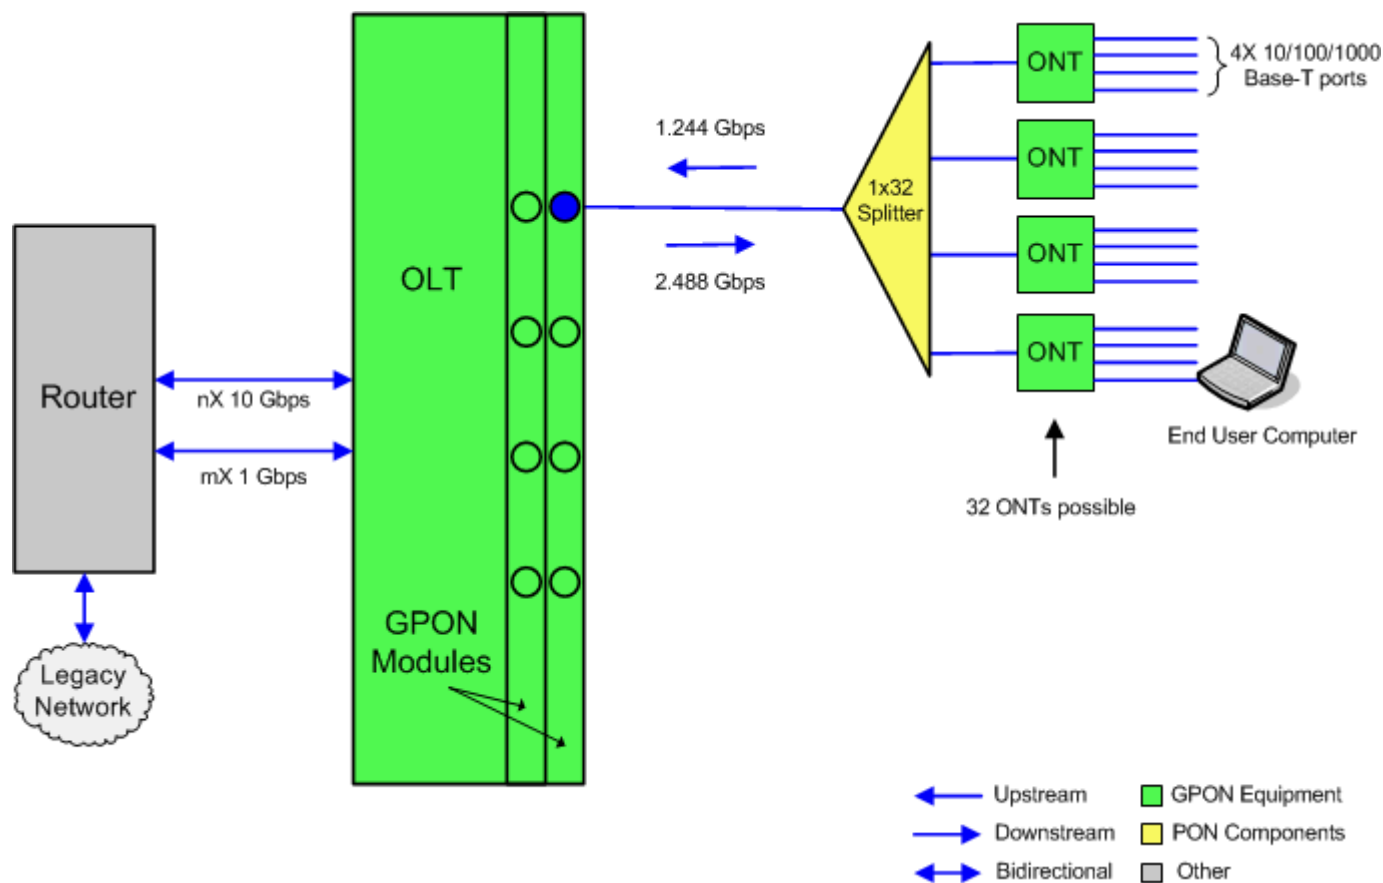 Router
Legacy
Network
nX 10 Gbps
mX 1 Gbps
OLT
GPON
Modules
1.244 Gbps
2.488 Gbps
1x32
Splitter
ONT
ONT
ONT
ONT
4X 10/100/1000
Base-T ports
End User Computer
32 ONTs possible
Upstream
GPON Equipment
Downstream
PON Components
Bidirectional
Other